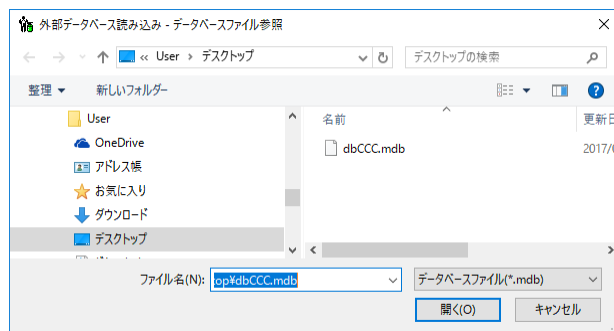 外部データベース読み込み - データベースファイル参照
« User › デスクトップ
デスクトップの検索
整理
新しいフォルダー
User
OneDrive
アドレス帳
お気に入り
ダウンロード
デスクトップ
名前
更新日
dbCCC.mdb
2017/
ファイル名(N):
op¥dbCCC.mdb
データベースファイル(*.mdb)
開く(O)
キャンセル